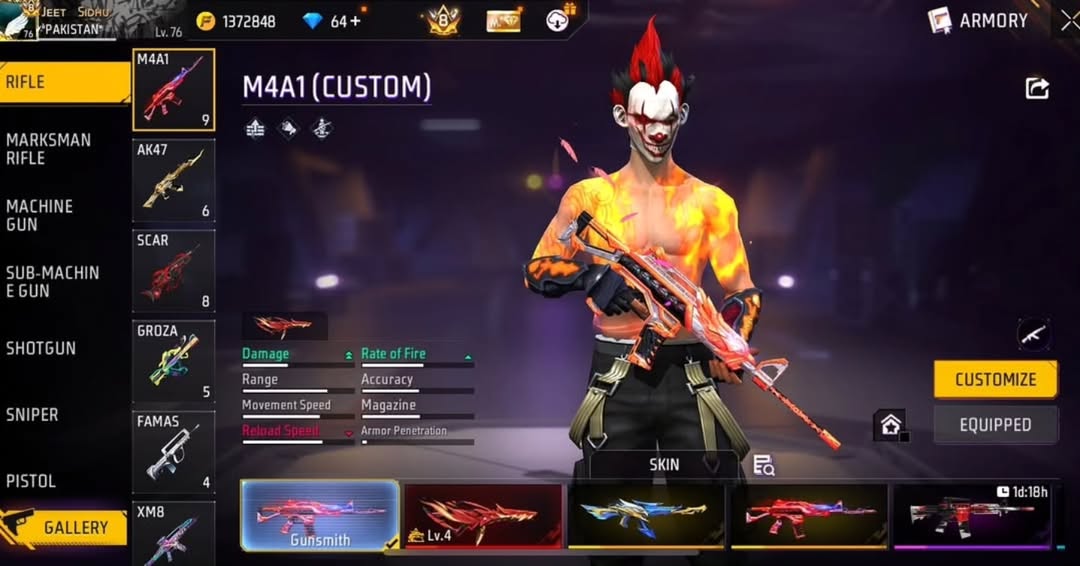 Jeet Sidhu
"PAKISTAN"
76
Lv. 76
1372848
64+
8
ARMORY
RIFLE
MARKSMAN
RIFLE
MACHINE
GUN
SUB-MACHIN
E GUN
SHOTGUN
SNIPER
PISTOL
GALLERY
M4A1
9
AK47
6
SCAR
8
GROZA
5
FAMAS
4
XM8
M4A1 (CUSTOM)
Damage
Rate of Fire
Range
Accuracy
Movement Speed
Magazine
Reload Speed
Armor Penetration
CUSTOMIZE
EQUIPPED
SKIN
Gunsmith
Lv.4
1d:18h